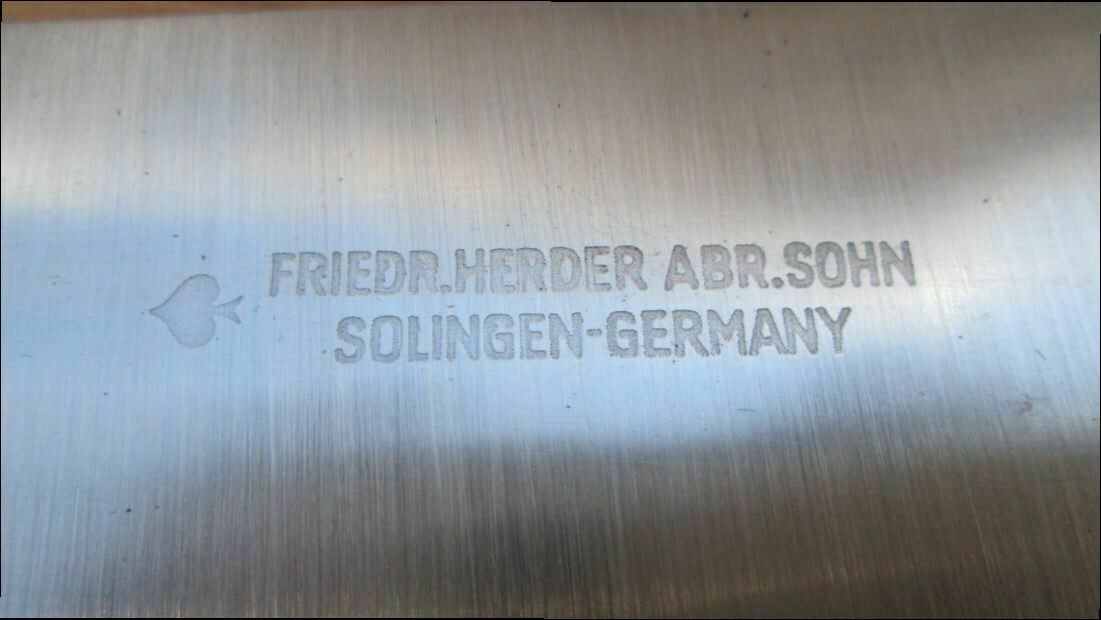 FRIEDR.HERDER ABR.SOHN
SOLINGEN-GERMANY